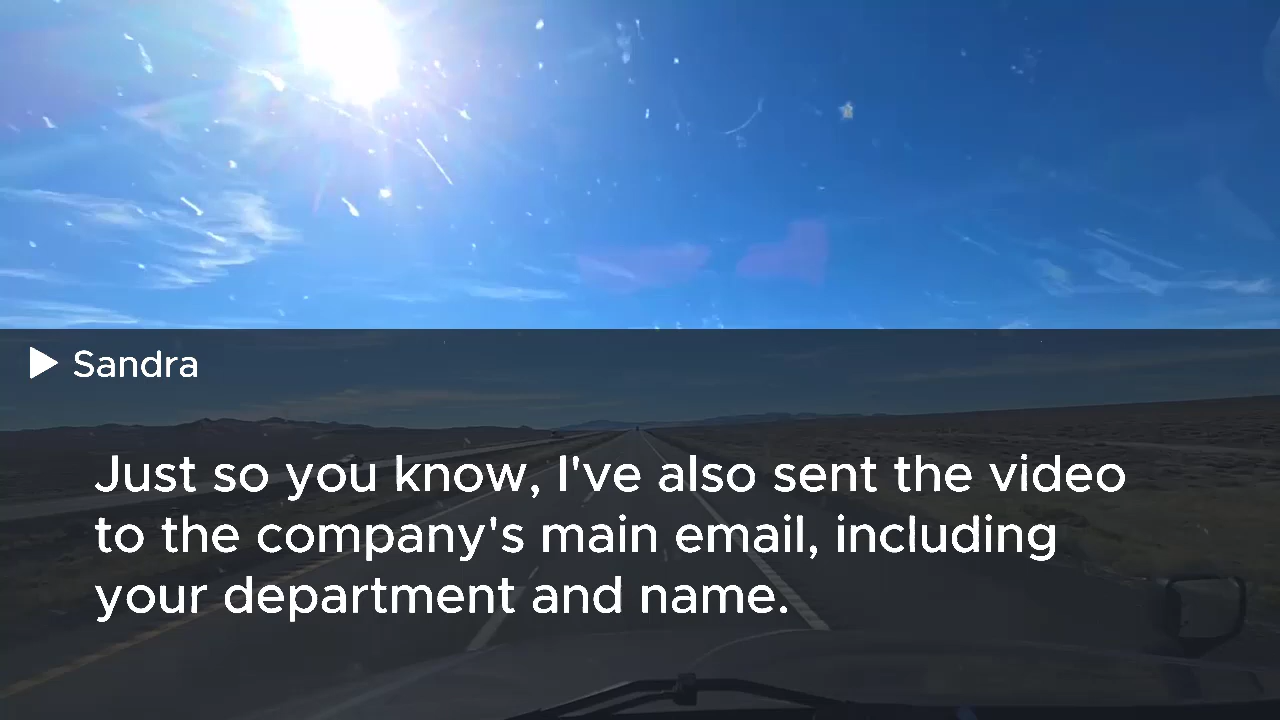 Sandra
Just so you know, I've also sent the video
to the company's main email, including
your department and name.